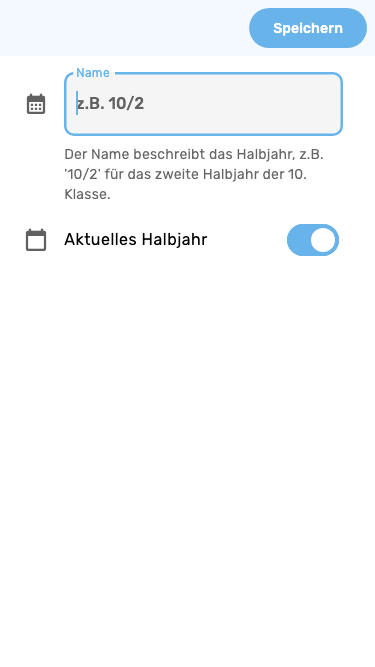 Speichern
Name
z.B. 10/2
Der Name beschreibt das Halbjahr, z.B.
'10/2' für das zweite Halbjahr der 10.
Klasse.
Aktuelles Halbjahr